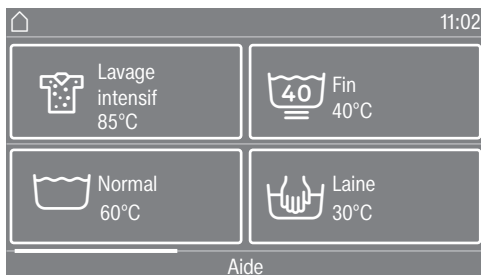 11:02
Lavage
intensif
85°C
40
Fin
40°C
Normal
60°C
Laine
30°C
Aide